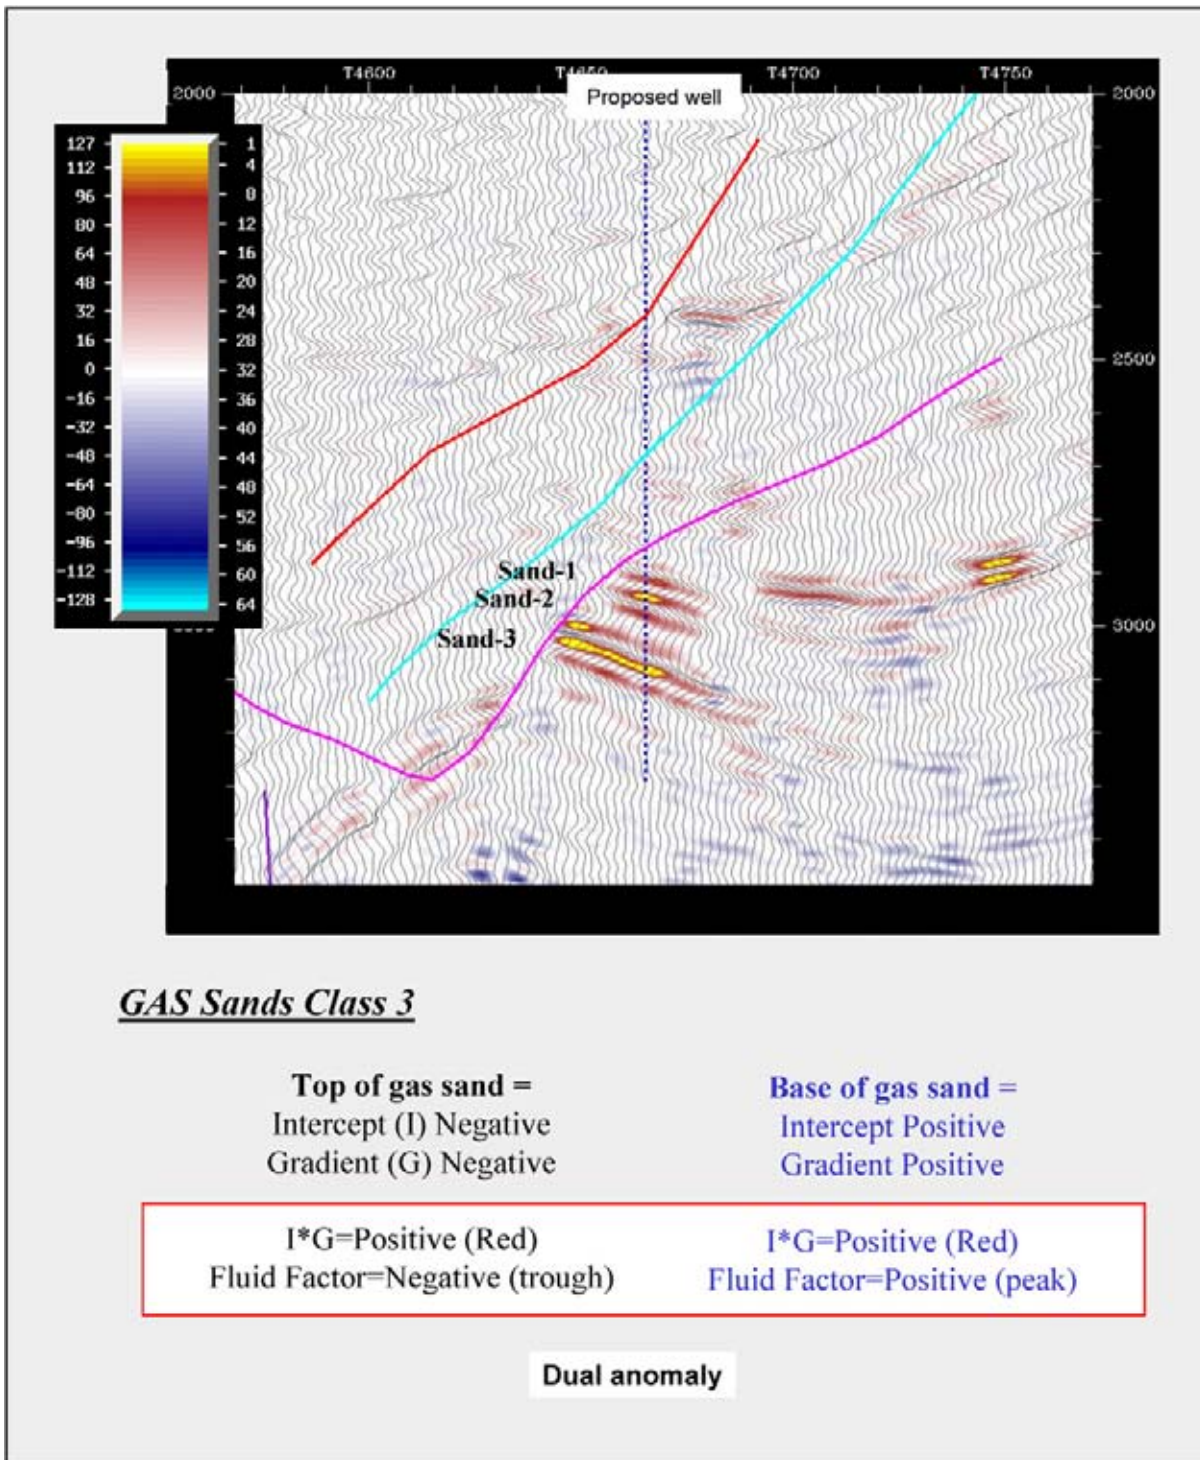 T4600 T4650 T4700 T4750
Proposed well
2000 2000
127 1
112 4
96 8
80 12
64 16
48 20
32 24
16 28
0 32
-16 36
-32 40
-48 44
-64 48
-80 52
-96 56
-112 60
-128 64
2500
Sand-1
Sand-2
Sand-3
3000
GAS Sands Class 3
Top of gas sand =
Intercept (I) Negative
Gradient (G) Negative
Base of gas sand =
Intercept Positive
Gradient Positive
I*G=Positive (Red)
Fluid Factor=Negative (trough)
I*G=Positive (Red)
Fluid Factor=Positive (peak)
Dual anomaly